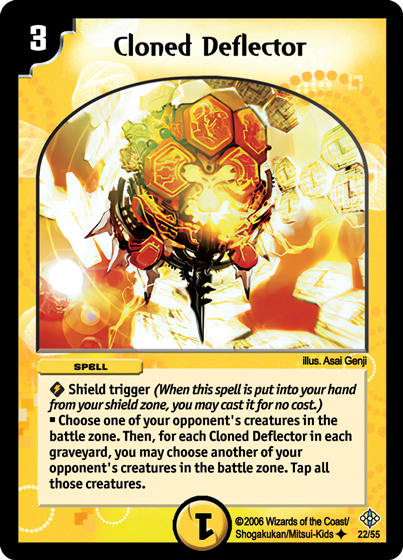 3
Cloned Deflector
illus. Asai Genji
SPELL
Shield trigger (When this spell is put into your hand
from your shield zone, you may cast it for no cost.)
▪ Choose one of your opponent's creatures in the
battle zone. Then, for each Cloned Deflector in each
graveyard, you may choose another of your
opponent's creatures in the battle zone. Tap all
those creatures.
1
©2006 Wizards of the Coast/
Shogakukan/Mitsui-Kids ✦ 22/55